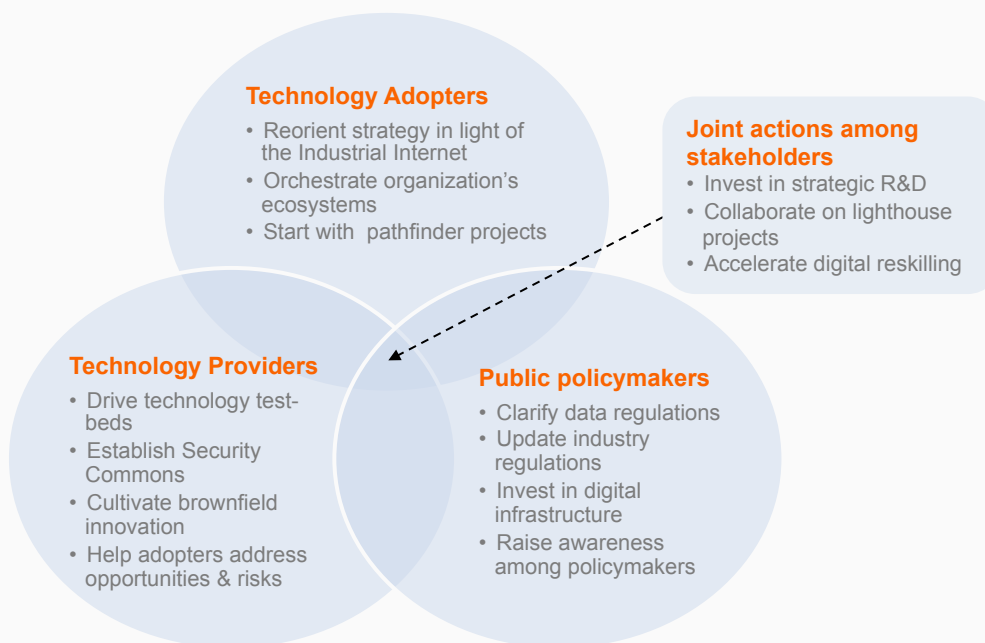 Technology Adopters
• Reorient strategy in light of
the Industrial Internet
• Orchestrate organization's
ecosystems
• Start with pathfinder projects
Joint actions among
stakeholders
• Invest in strategic R&D
• Collaborate on lighthouse
projects
• Accelerate digital reskilling
Technology Providers
• Drive technology test-
beds
• Establish Security
Commons
• Cultivate brownfield
innovation
• Help adopters address
opportunities & risks
Public policymakers
• Clarify data regulations
• Update industry
regulations
• Invest in digital
infrastructure
• Raise awareness
among policymakers